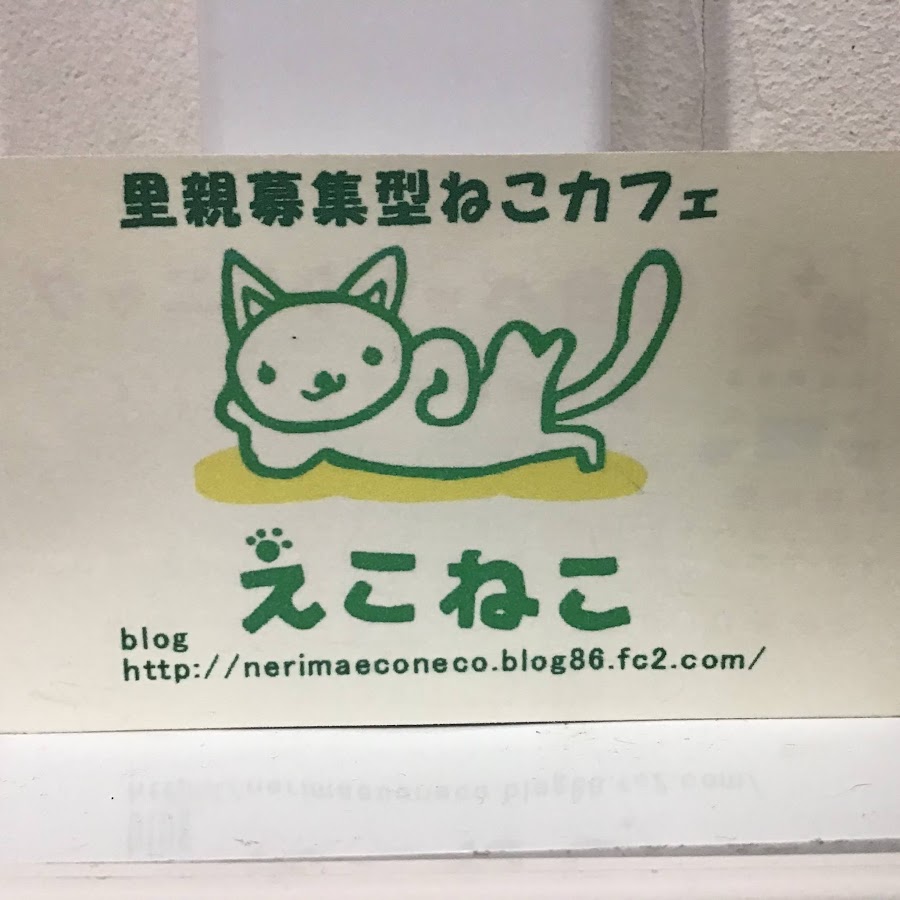 里親募集型ねこカフェ
えこねこ
blog
http://nerimaeconeco.blog86.fc2.com/